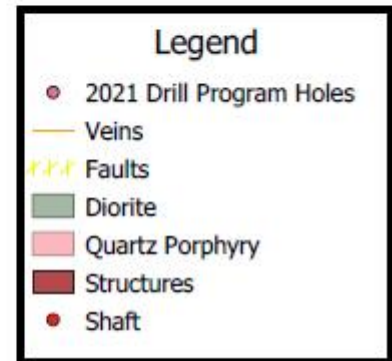 Legend
2021 Drill Program Holes
Veins
Faults
Diorite
Quartz Porphyry
Structures
Shaft